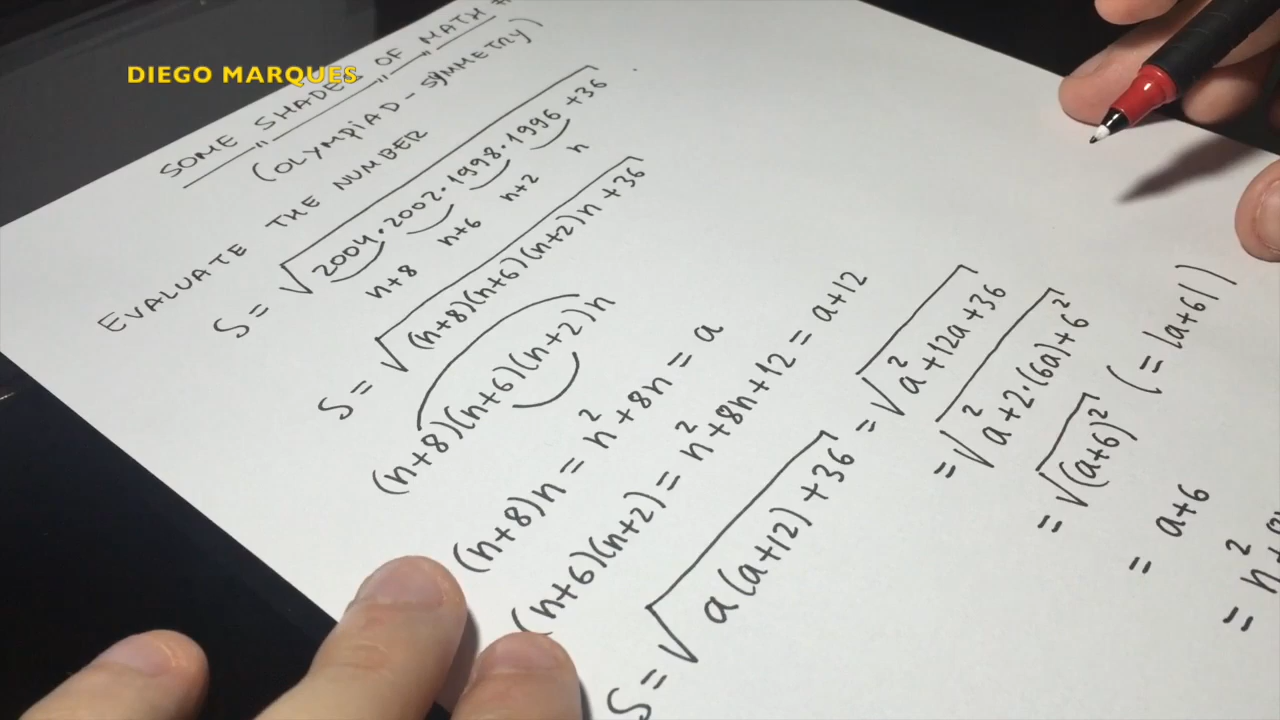 DIEGO MARQUES
SOME SHADES OF MATH #
(OLYMPIAD - SYMMETRY)
EVALUATE THE NUMBER
S = √(2004·2002·1998·1996 +36
n+8 n+6 n+2 n
S = √((n+8)(n+6)(n+2)n +36
(n+8)(n+6)(n+2)n
(n+8)n = n²+8n = a
(n+6)(n+2) = n²+8n+12 = a+12
S = √(a(a+12)+36 = √(a²+12a+36
= √(a²+2·(6a)+6²
= √(a+6)² (=|a+6|)
= a+6
= n²+